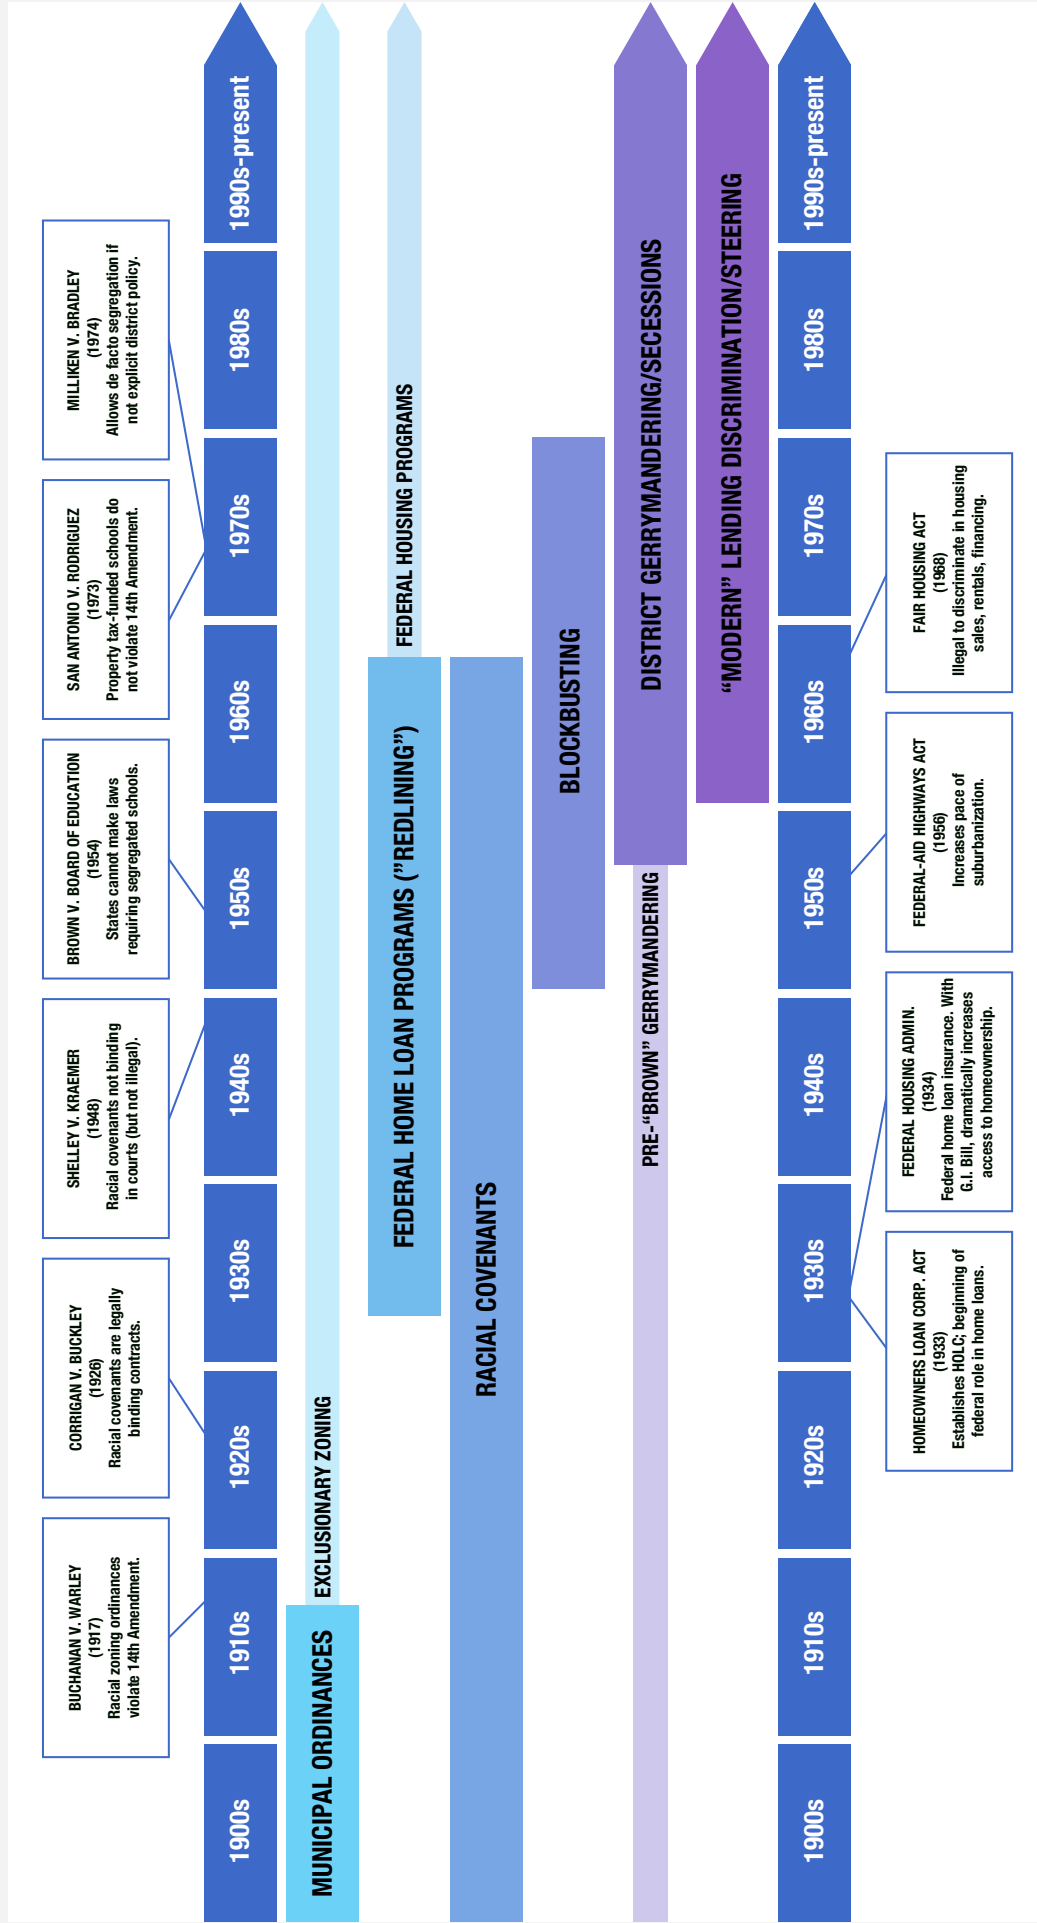 BUCHANAN V. WARLEY
(1917)
Racial zoning ordinances
violate 14th Amendment.
CORRIGAN V. BUCKLEY
(1926)
Racial covenants are legally
binding contracts.
SHELLEY V. KRAEMER
(1948)
Racial covenants not binding
in courts (but not illegal).
BROWN V. BOARD OF EDUCATION
(1954)
States cannot make laws
requiring segregated schools.
SAN ANTONIO V. RODRIGUEZ
(1973)
Property tax-funded schools do
not violate 14th Amendment.
MILLIKEN V. BRADLEY
(1974)
Allows de facto segregation if
not explicit district policy.
1900s
1910s
1920s
1930s
1940s
1950s
1960s
1970s
1980s
1990s-present
MUNICIPAL ORDINANCES
EXCLUSIONARY ZONING
FEDERAL HOME LOAN PROGRAMS (”REDLINING”)
FEDERAL HOUSING PROGRAMS
RACIAL COVENANTS
BLOCKBUSTING
PRE-“BROWN” GERRYMANDERING
DISTRICT GERRYMANDERING/SECESSIONS
“MODERN” LENDING DISCRIMINATION/STEERING
1900s
1910s
1920s
1930s
1940s
1950s
1960s
1970s
1980s
1990s-present
HOMEOWNERS LOAN CORP. ACT
(1933)
Establishes HOLC; beginning of
federal role in home loans.
FEDERAL HOUSING ADMIN.
(1934)
Federal home loan insurance. With
G.I. Bill, dramatically increases
access to homeownership.
FEDERAL-AID HIGHWAYS ACT
(1956)
Increases pace of
suburbanization.
FAIR HOUSING ACT
(1968)
Illegal to discriminate in housing
sales, rentals, financing.